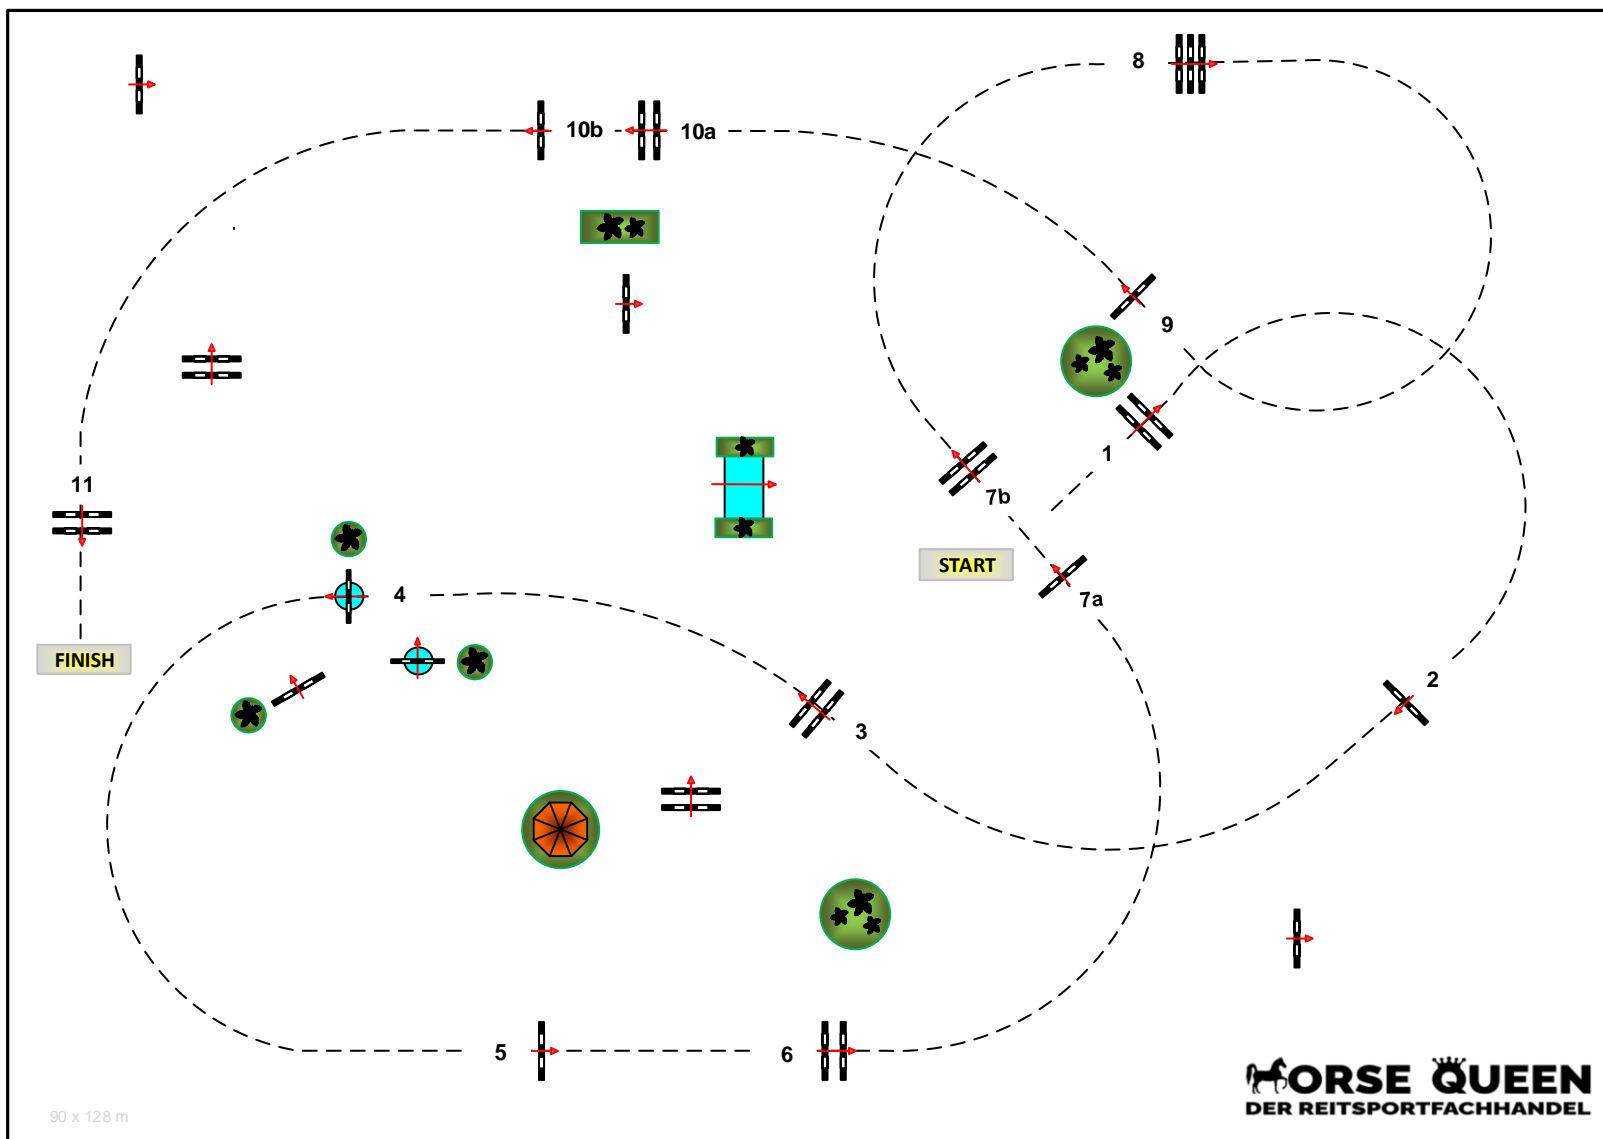 8
10b
10a
9
1
11
7b
START
7a
4
FINISH
2
3
5
6
90 x 128 m
HORSE QUEEN
DER REITSPORTFACHHANDEL